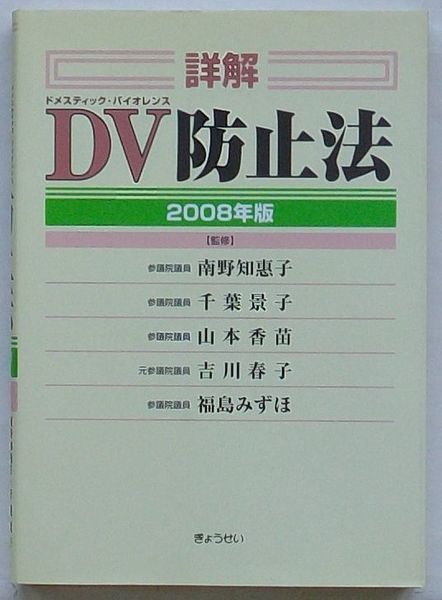 詳解
ドメスティック・バイオレンス
DV防止法
2008年版
【監修】
参議院議員 南野知惠子
参議院議員 千葉景子
参議院議員 山本香苗
元参議院議員 吉川春子
参議院議員 福島みずほ
ぎょうせい